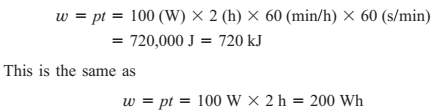 w = pt = 100 (W) × 2 (h) × 60 (min/h) × 60 (s/min)
= 720,000 J = 720 kJ
This is the same as
w = pt = 100 W × 2 h = 200 Wh